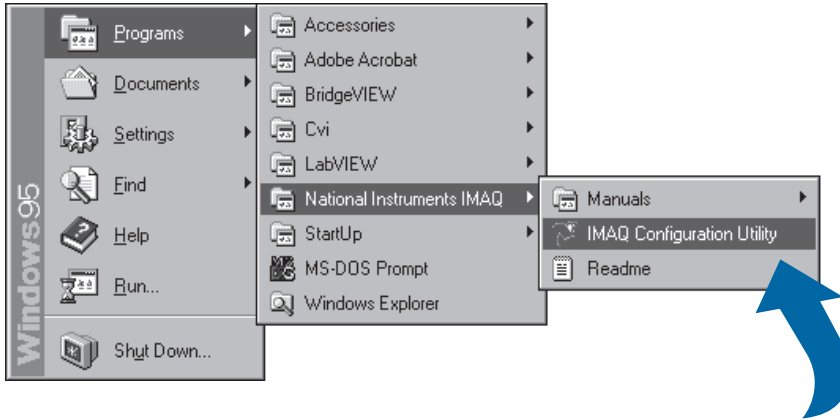 Windows95
Programs
Documents
Settings
Find
Help
Run...
Shut Down...
Accessories
Adobe Acrobat
BridgeVIEW
Cvi
LabVIEW
National Instruments IMAQ
StartUp
MS-DOS Prompt
Windows Explorer
Manuals
IMAQ Configuration Utility
Readme